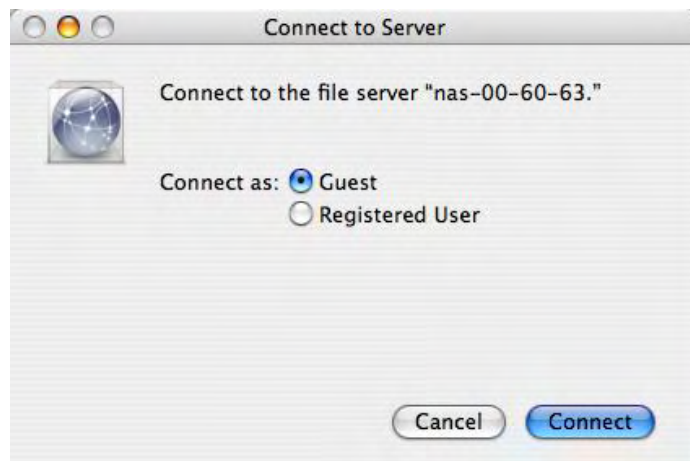 Connect to Server
Connect to the file server “nas-00-60-63.”
Connect as: Guest
Registered User
Cancel Connect